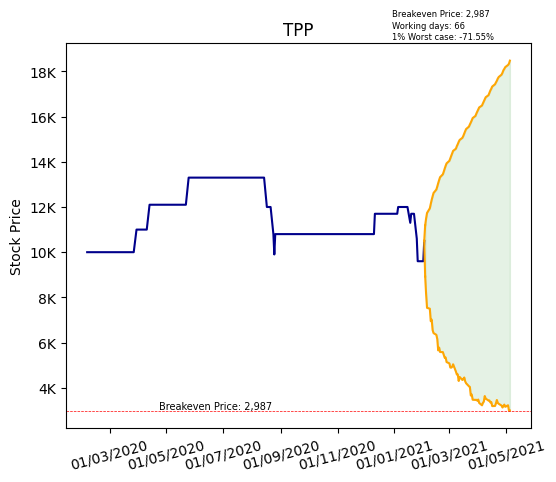 Breakeven Price: 2,987
Working days: 66
1% Worst case: -71.55%
TPP
Stock Price
18K
16K
14K
12K
10K
8K
6K
4K
Breakeven Price: 2,987
01/03/2020
01/05/2020
01/07/2020
01/09/2020
01/11/2020
01/01/2021
01/03/2021
01/05/2021